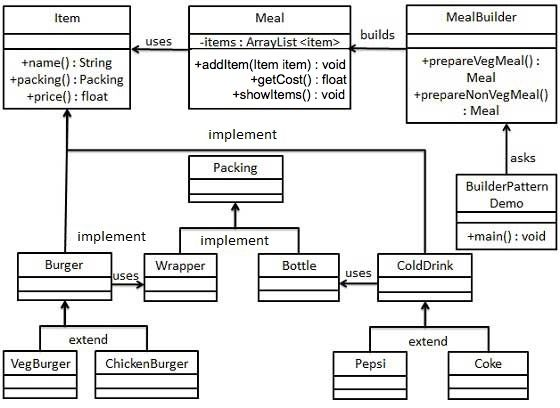 Item
+name() : String
+packing() : Packing
+price() : float
uses
Meal
-items : ArrayList <item>
+addItem(Item item) : void
+getCost() : float
+showItems() : void
builds
MealBuilder
+prepareVegMeal() :
Meal
+prepareNonVegMeal()
: Meal
asks
BuilderPattern
Demo
+main() : void
implement
Packing
implement
implement
Burger
uses
Wrapper
Bottle
uses
ColdDrink
extend
extend
VegBurger
ChickenBurger
Pepsi
Coke